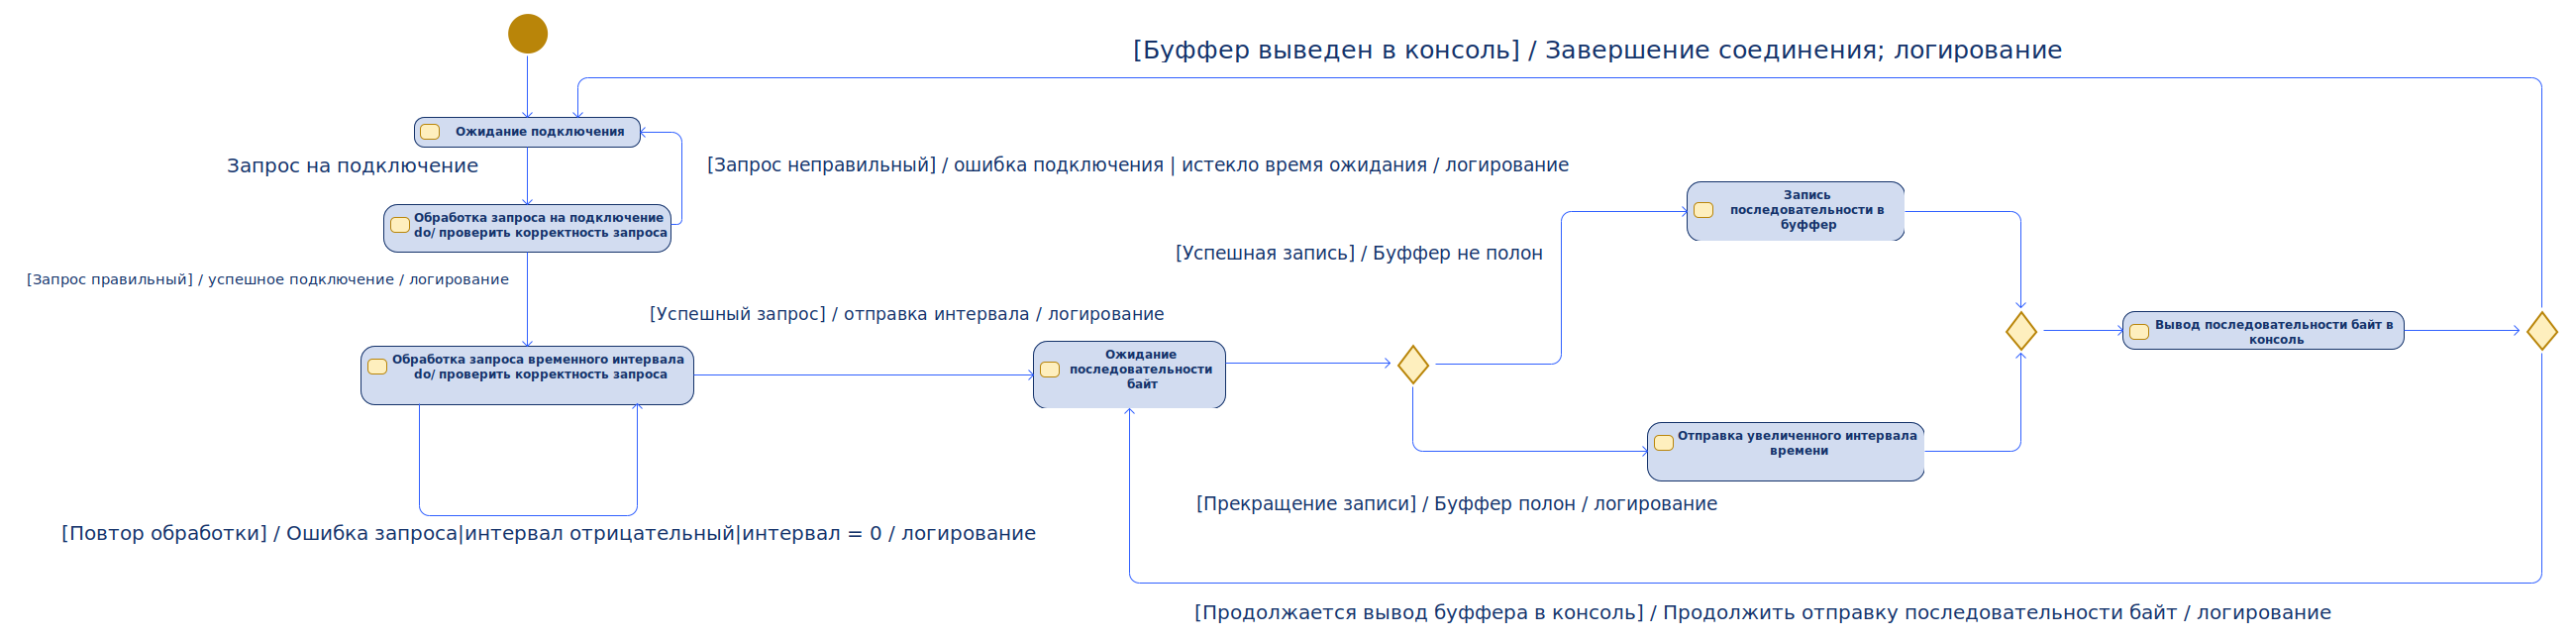 [Буффер выведен в консоль] / Завершение соединения; логирование
Ожидание подключения
Запрос на подключение
[Запрос неправильный] / ошибка подключения | истекло время ожидания / логирование
Обработка запроса на подключение
do/ проверить корректность запроса
Запись
последовательности в
буффер
[Успешная запись] / Буффер не полон
[Запрос правильный] / успешное подключение / логирование
[Успешный запрос] / отправка интервала / логирование
Вывод последовательности байт в
консоль
Обработка запроса временного интервала
do/ проверить корректность запроса
Ожидание
последовательности
байт
Отправка увеличенного интервала
времени
[Прекращение записи] / Буффер полон / логирование
[Повтор обработки] / Ошибка запроса|интервал отрицательный|интервал = 0 / логирование
[Продолжается вывод буффера в консоль] / Продолжить отправку последовательности байт / логирование